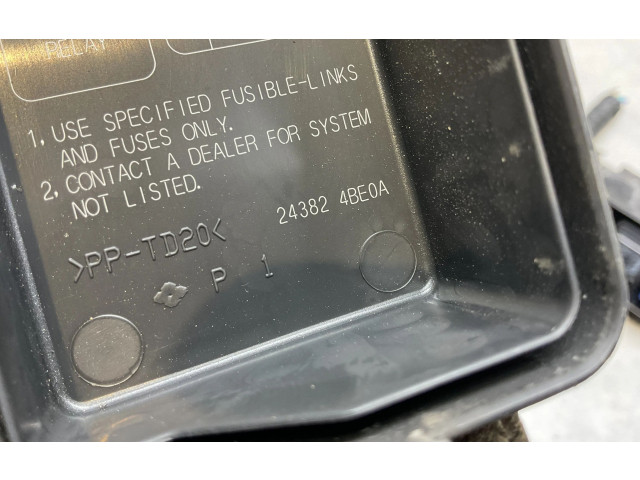 RELAY
1. USE SPECIFIED FUSIBLE-LINKS
AND FUSES ONLY.
2. CONTACT A DEALER FOR SYSTEM
NOT LISTED.
>PP-TD20<
24382 4BE0A
P 1